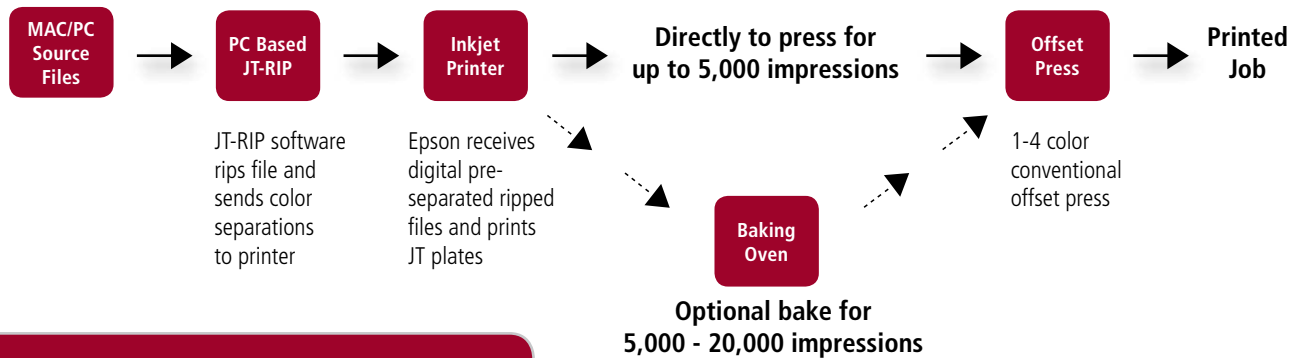 MAC/PC
Source
Files
PC Based
JT-RIP
Inkjet
Printer
Directly to press for
up to 5,000 impressions
Offset
Press
Printed
Job
JT-RIP software
rips file and
sends color
separations
to printer
Epson receives
digital pre-
separated ripped
files and prints
JT plates
1-4 color
conventional
offset press
Baking
Oven
Optional bake for
5,000 - 20,000 impressions